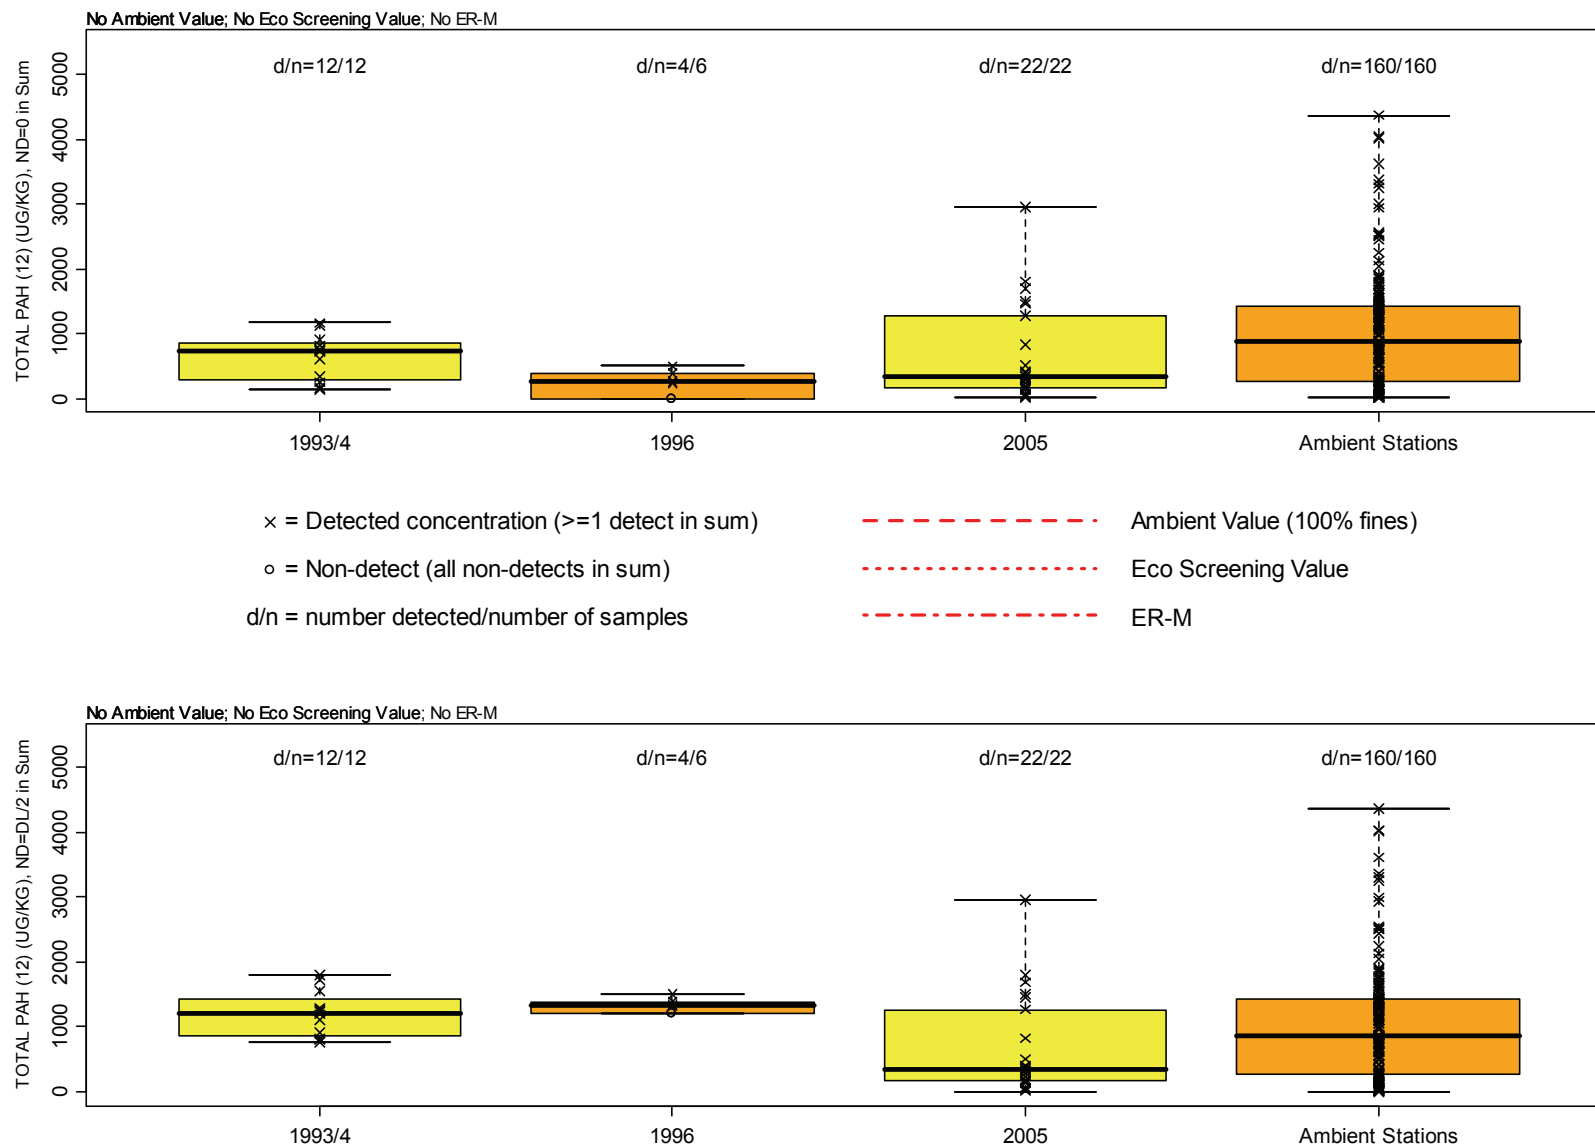 No Ambient Value; No Eco Screening Value; No ER-M
d/n=12/12 d/n=4/6 d/n=22/22 d/n=160/160
TOTAL PAH (12) (UG/KG), ND=0 in Sum
5000
4000
3000
2000
1000
0
1993/4 1996 2005 Ambient Stations
× = Detected concentration (>=1 detect in sum)
o = Non-detect (all non-detects in sum)
d/n = number detected/number of samples
Ambient Value (100% fines)
Eco Screening Value
ER-M
No Ambient Value; No Eco Screening Value; No ER-M
d/n=12/12 d/n=4/6 d/n=22/22 d/n=160/160
TOTAL PAH (12) (UG/KG), ND=DL/2 in Sum
5000
4000
3000
2000
1000
0
1993/4 1996 2005 Ambient Stations